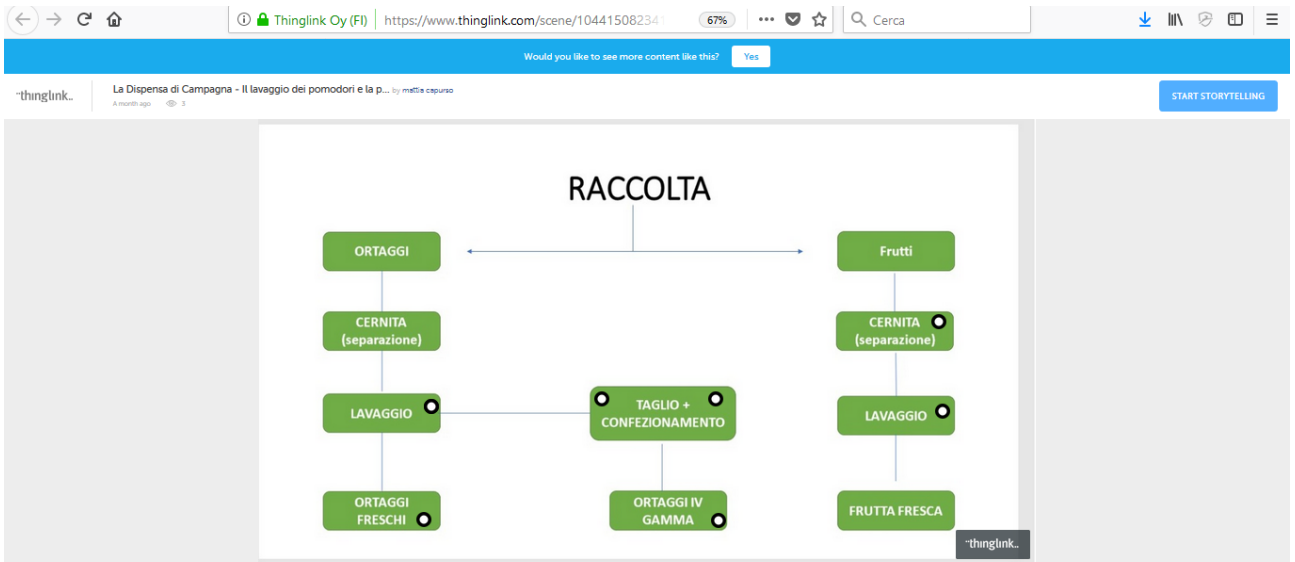 Thinglink Oy (FI) https://www.thinglink.com/scene/10441508234 67% Cerca
Would you like to see more content like this? Yes
thinglink.. La Dispensa di Campagna - Il lavaggio dei pomodori e la p... by mattia capurso
A month ago 3
START STORYTELLING
RACCOLTA
ORTAGGI
Frutti
CERNITA
(separazione)
CERNITA
(separazione)
LAVAGGIO
TAGLIO +
CONFEZIONAMENTO
LAVAGGIO
ORTAGGI
FRESCHI
ORTAGGI IV
GAMMA
FRUTTA FRESCA
thinglink..